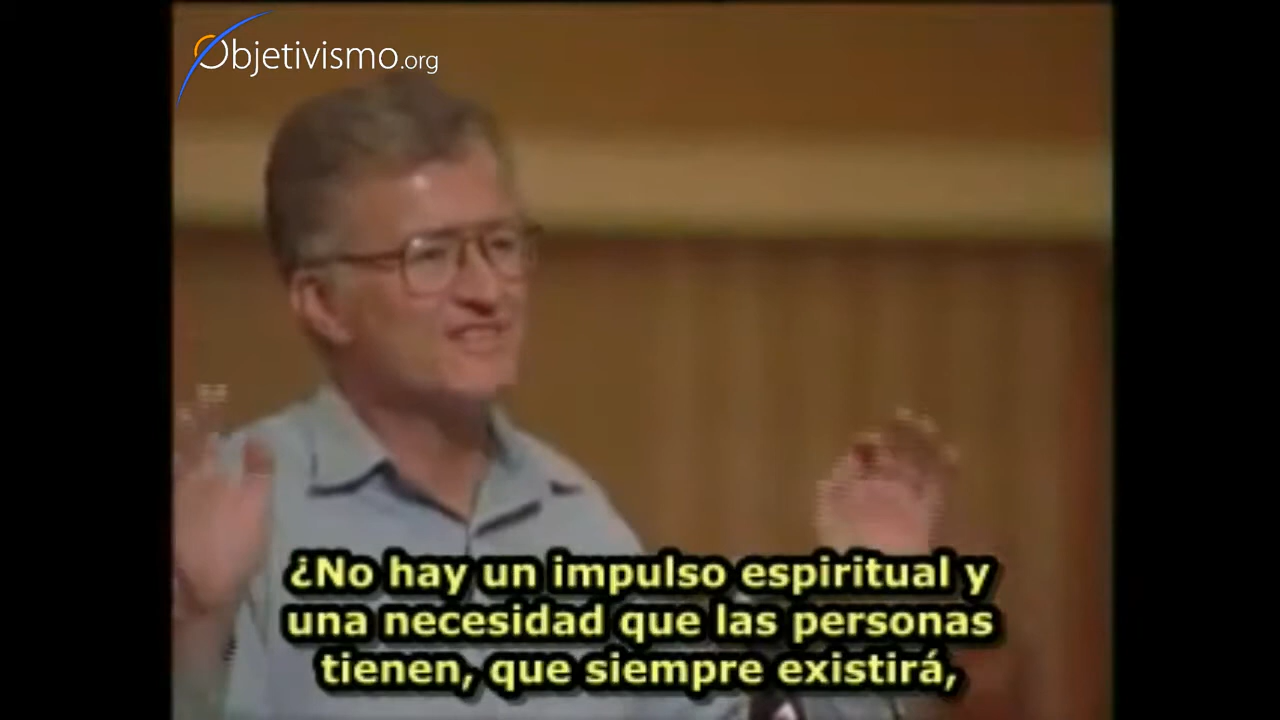 Objetivismo.org
¿No hay un impulso espiritual y
una necesidad que las personas
tienen, que siempre existirá,